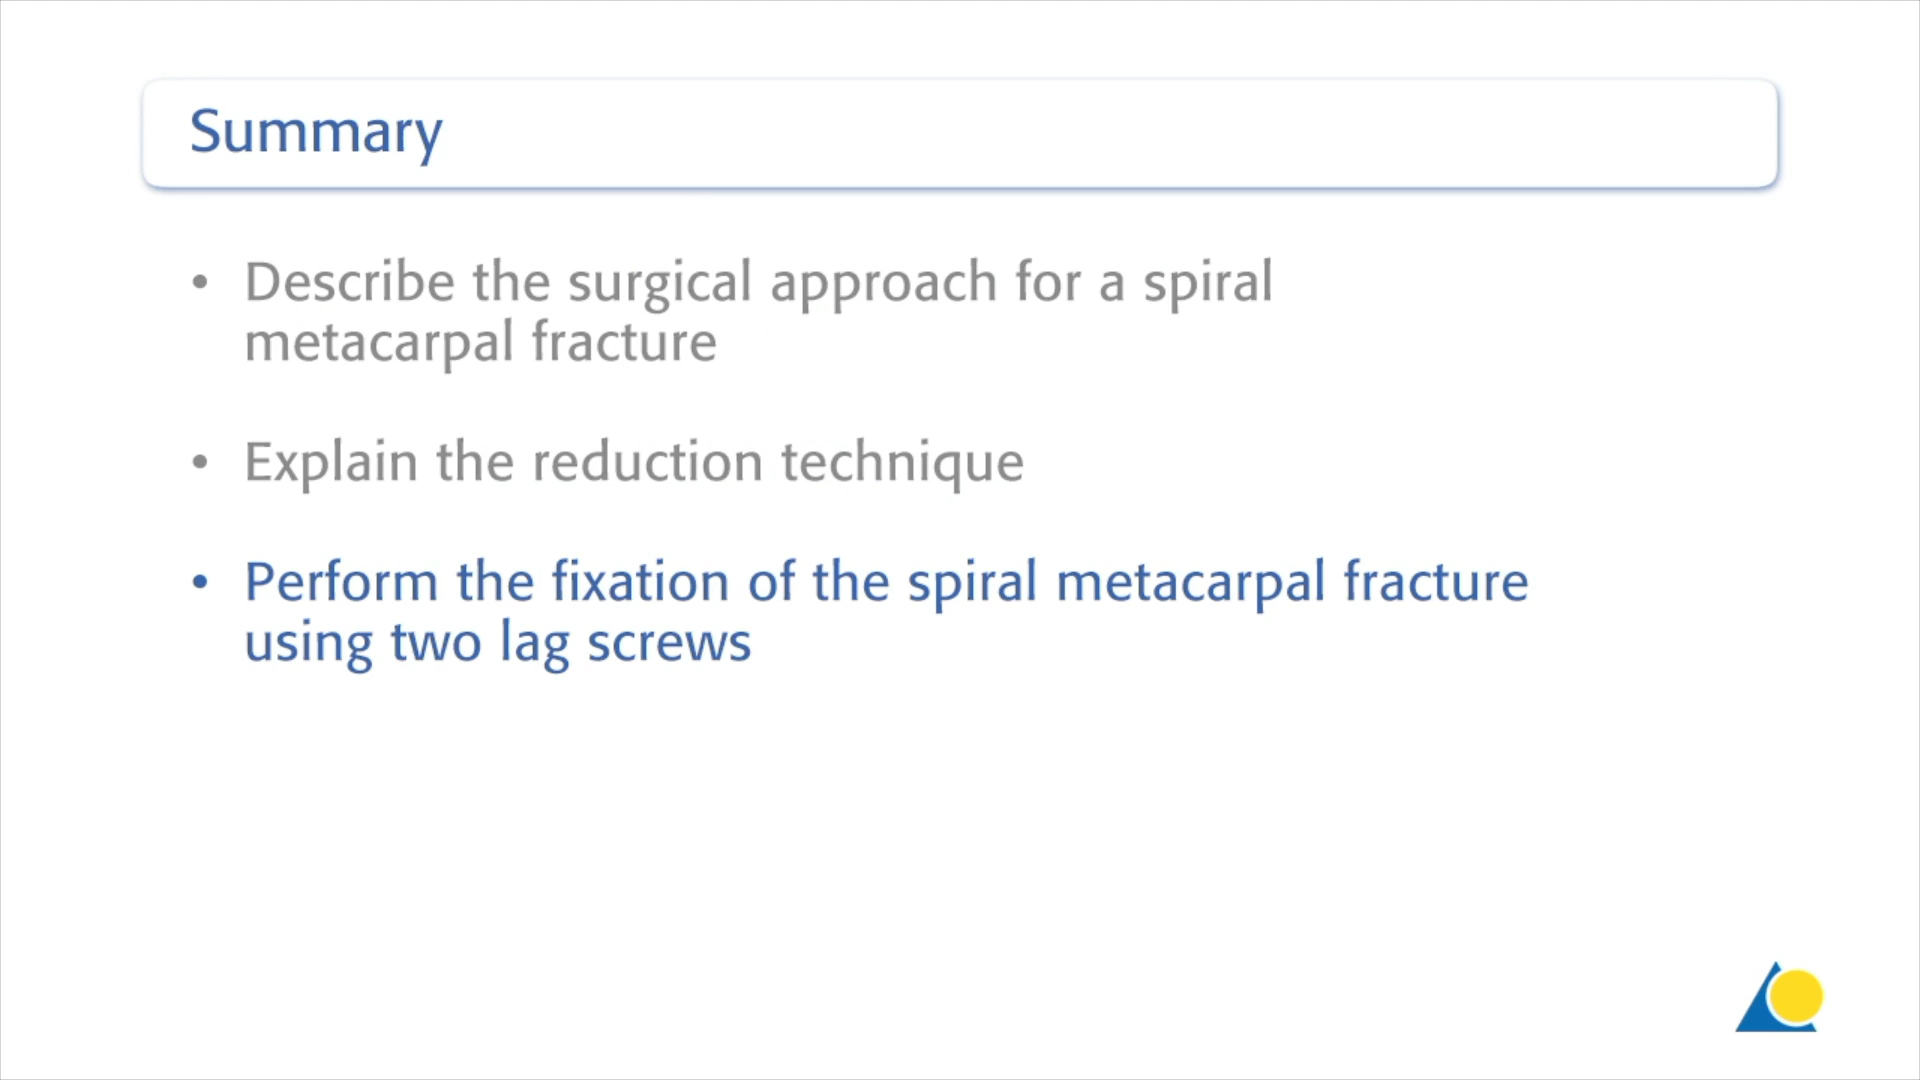 Summary
• Describe the surgical approach for a spiral
metacarpal fracture
• Explain the reduction technique
• Perform the fixation of the spiral metacarpal fracture
using two lag screws